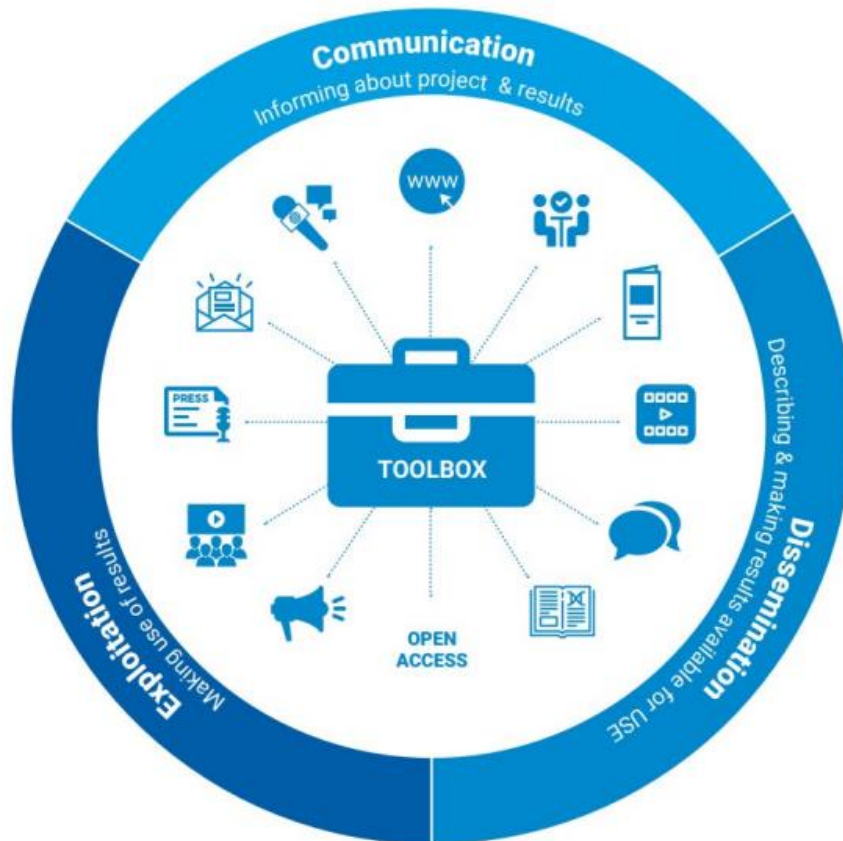 Communication
Informing about project & results
www
PRESS
TOOLBOX
OPEN
ACCESS
Dissemination
Describing & making results available for USE
Exploitation
Making use of results